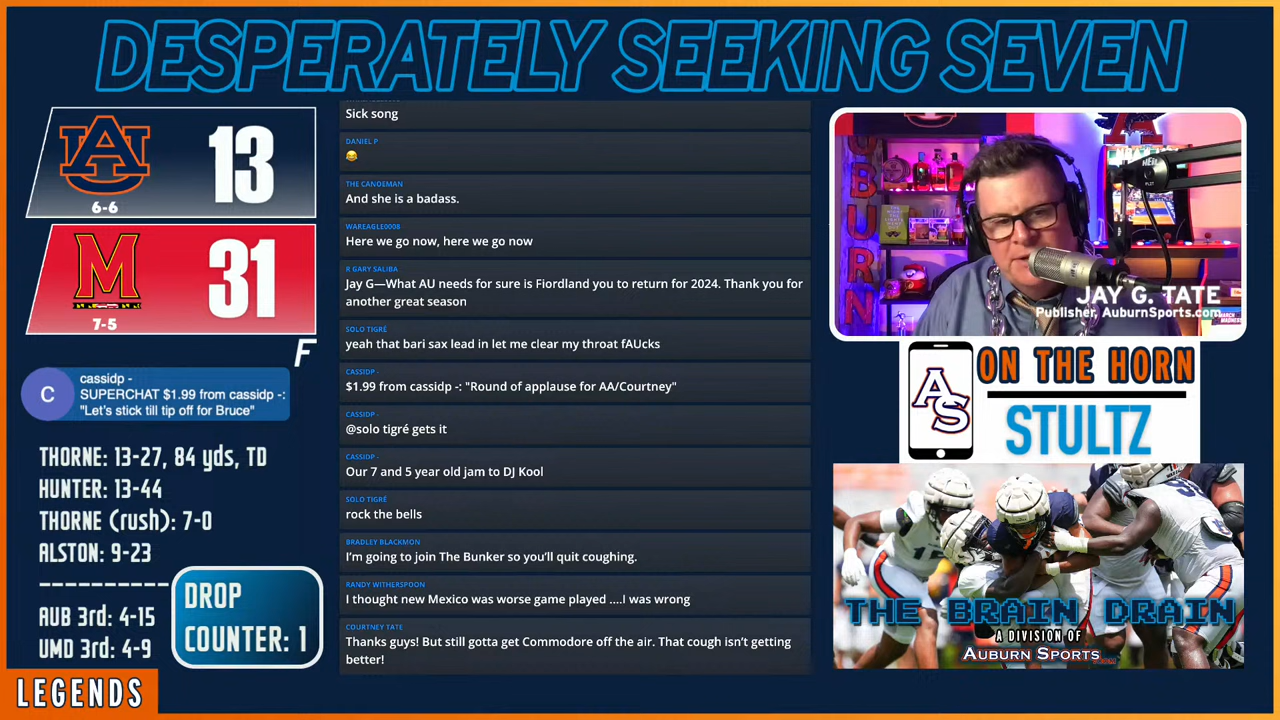 DESPERATELY SEEKING SEVEN
AU
13
6-6
M
31
7-5
F
C
cassidp -
SUPERCHAT $1.99 from cassidp -:
"Let's stick till tip off for Bruce"
THORNE: 13-27, 84 yds, TD
HUNTER: 13-44
THORNE (rush): 7-0
ALSTON: 9-23
----------
AUB 3rd: 4-15
UMD 3rd: 4-9
DROP
COUNTER: 1
LEGENDS
Sick song
DANIEL P
😂
THE CANOEMAN
And she is a badass.
WAREAGLE0008
Here we go now, here we go now
R GARY SALIBA
Jay G—What AU needs for sure is Fiordland you to return for 2024. Thank you for
another great season
SOLO TIGRÉ
yeah that bari sax lead in let me clear my throat fAUcks
CASSIDP -
$1.99 from cassidp -: "Round of applause for AA/Courtney"
CASSIDP -
@solo tigré gets it
CASSIDP -
Our 7 and 5 year old jam to DJ Kool
SOLO TIGRÉ
rock the bells
BRADLEY BLACKMON
I'm going to join The Bunker so you'll quit coughing.
RANDY WITHERSPOON
I thought new Mexico was worse game played ....I was wrong
COURTNEY TATE
Thanks guys! But still gotta get Commodore off the air. That cough isn't getting
better!
UBURN
HEIL
JAY G. TATE
Publisher, AuburnSports.com
AS
ON THE HORN
STULTZ
THE BRAIN DRAIN
A DIVISION OF
AUBURN SPORTS